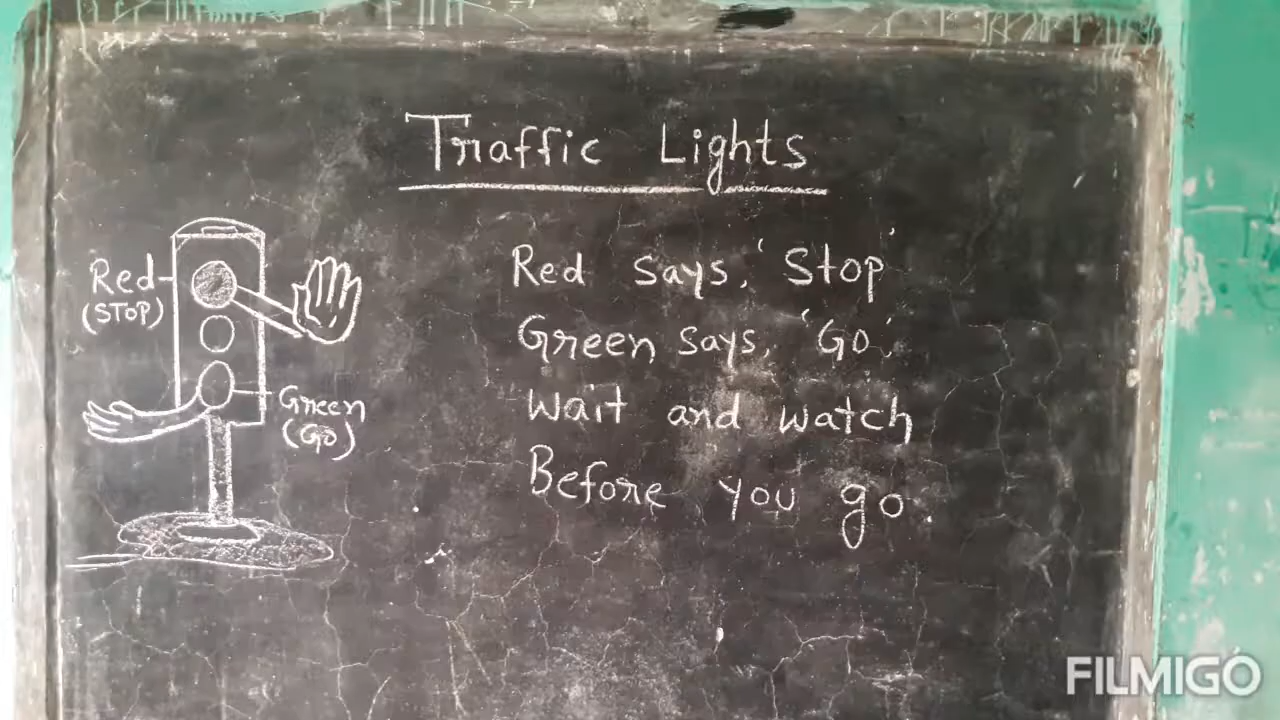 Traffic Lights
Red says, 'Stop'
Green says, 'Go'
Wait and watch
Before you go.
Red
(STOP)
Green
(GO)
FILMIGO